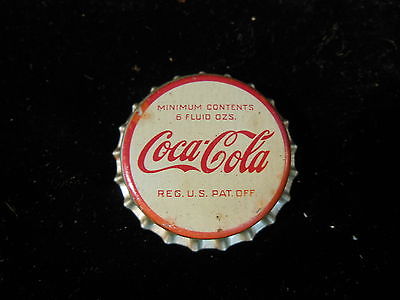 MINIMUM CONTENTS
6 FLUID OZS.
Coca-Cola
REG. U.S. PAT. OFF.